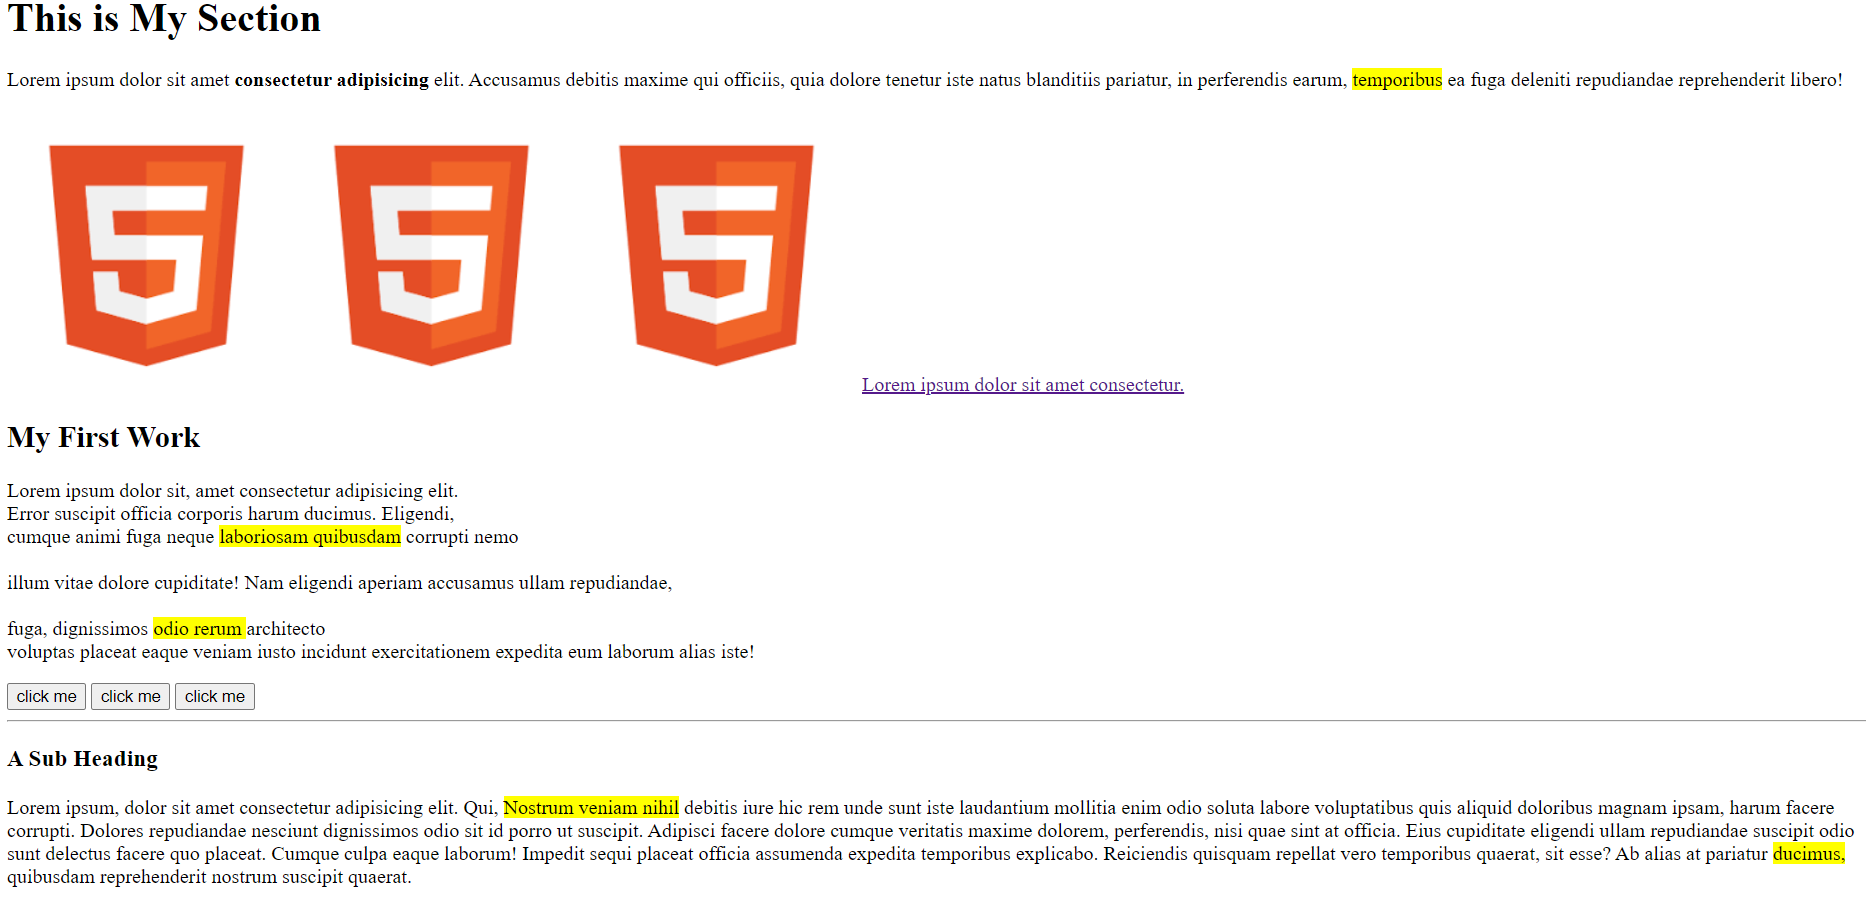 This is My Section
Lorem ipsum dolor sit amet consectetur adipisicing elit. Accusamus debitis maxime qui officiis, quia dolore tenetur iste natus blanditiis pariatur, in perferendis earum, temporibus ea fuga deleniti repudiandae reprehenderit libero!
5 5 5
Lorem ipsum dolor sit amet consectetur.
My First Work
Lorem ipsum dolor sit, amet consectetur adipisicing elit.
Error suscipit officia corporis harum ducimus. Eligendi,
cumque animi fuga neque laboriosam quibusdam corrupti nemo
illum vitae dolore cupiditate! Nam eligendi aperiam accusamus ullam repudiandae,
fuga, dignissimos odio rerum architecto
voluptas placeat eaque veniam iusto incidunt exercitationem expedita eum laborum alias iste!
click me click me click me
A Sub Heading
Lorem ipsum, dolor sit amet consectetur adipisicing elit. Qui, Nostrum veniam nihil debitis iure hic rem unde sunt iste laudantium mollitia enim odio soluta labore voluptatibus quis aliquid doloribus magnam ipsam, harum facere
corrupti. Dolores repudiandae nesciunt dignissimos odio sit id porro ut suscipit. Adipisci facere dolore cumque veritatis maxime dolorem, perferendis, nisi quae sint at officia. Eius cupiditate eligendi ullam repudiandae suscipit odio
sunt delectus facere quo placeat. Cumque culpa eaque laborum! Impedit sequi placeat officia assumenda expedita temporibus explicabo. Reiciendis quisquam repellat vero temporibus quaerat, sit esse? Ab alias at pariatur ducimus,
quibusdam reprehenderit nostrum suscipit quaerat.